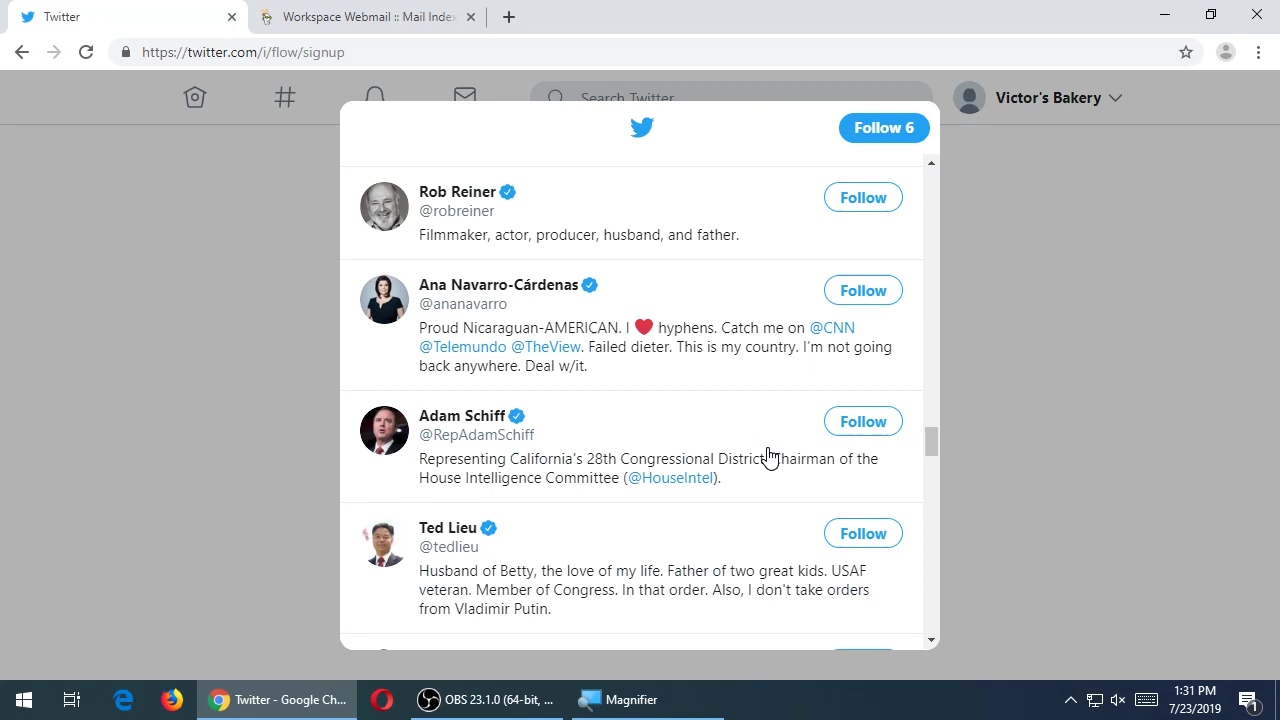 Twitter
Workspace Webmail :: Mail Index
https://twitter.com/i/flow/signup
Search Twitter
Victor's Bakery
Follow 6
Rob Reiner
@robreiner
Follow
Filmmaker, actor, producer, husband, and father.
Ana Navarro-Cárdenas
@ananavarro
Follow
Proud Nicaraguan-AMERICAN. I ❤ hyphens. Catch me on @CNN
@Telemundo @TheView. Failed dieter. This is my country. I'm not going
back anywhere. Deal w/it.
Adam Schiff
@RepAdamSchiff
Follow
Representing California's 28th Congressional District. Chairman of the
House Intelligence Committee (@HouseIntel).
Ted Lieu
@tedlieu
Follow
Husband of Betty, the love of my life. Father of two great kids. USAF
veteran. Member of Congress. In that order. Also, I don't take orders
from Vladimir Putin.
Twitter - Google Ch...
OBS 23.1.0 (64-bit, ...
Magnifier
1:31 PM
7/23/2019
1